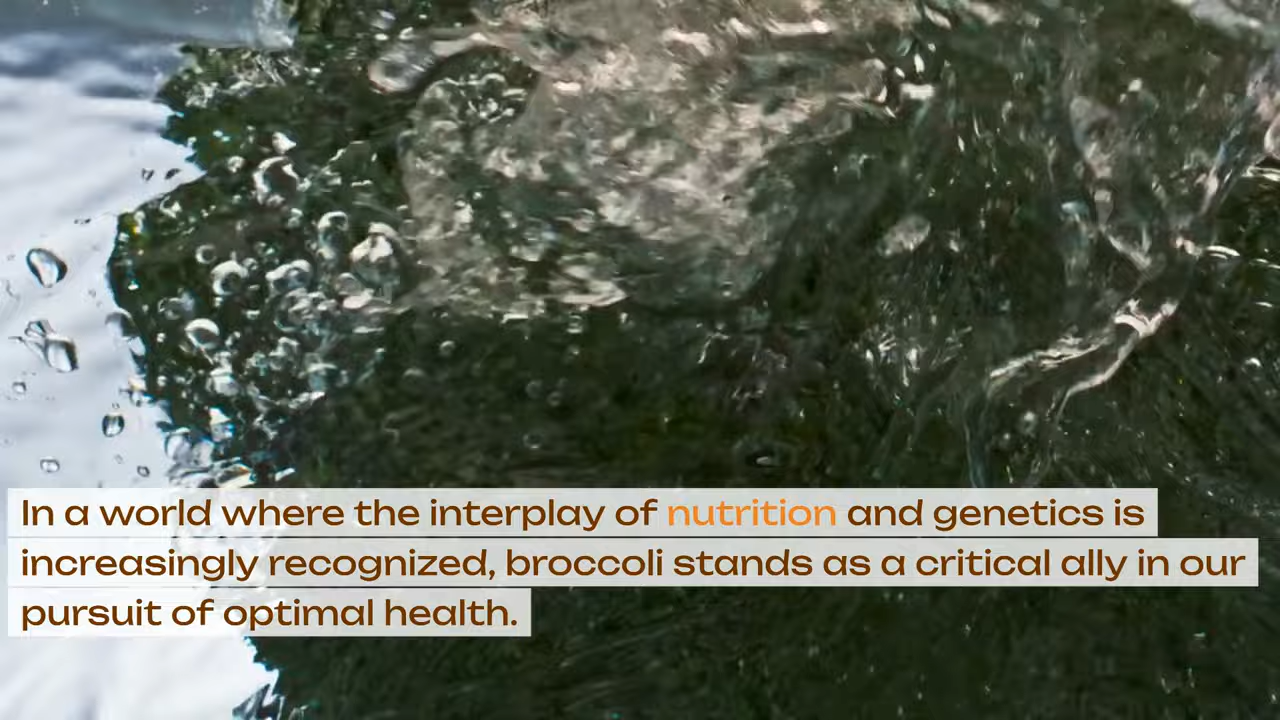 In a world where the interplay of nutrition and genetics is
increasingly recognized, broccoli stands as a critical ally in our
pursuit of optimal health.